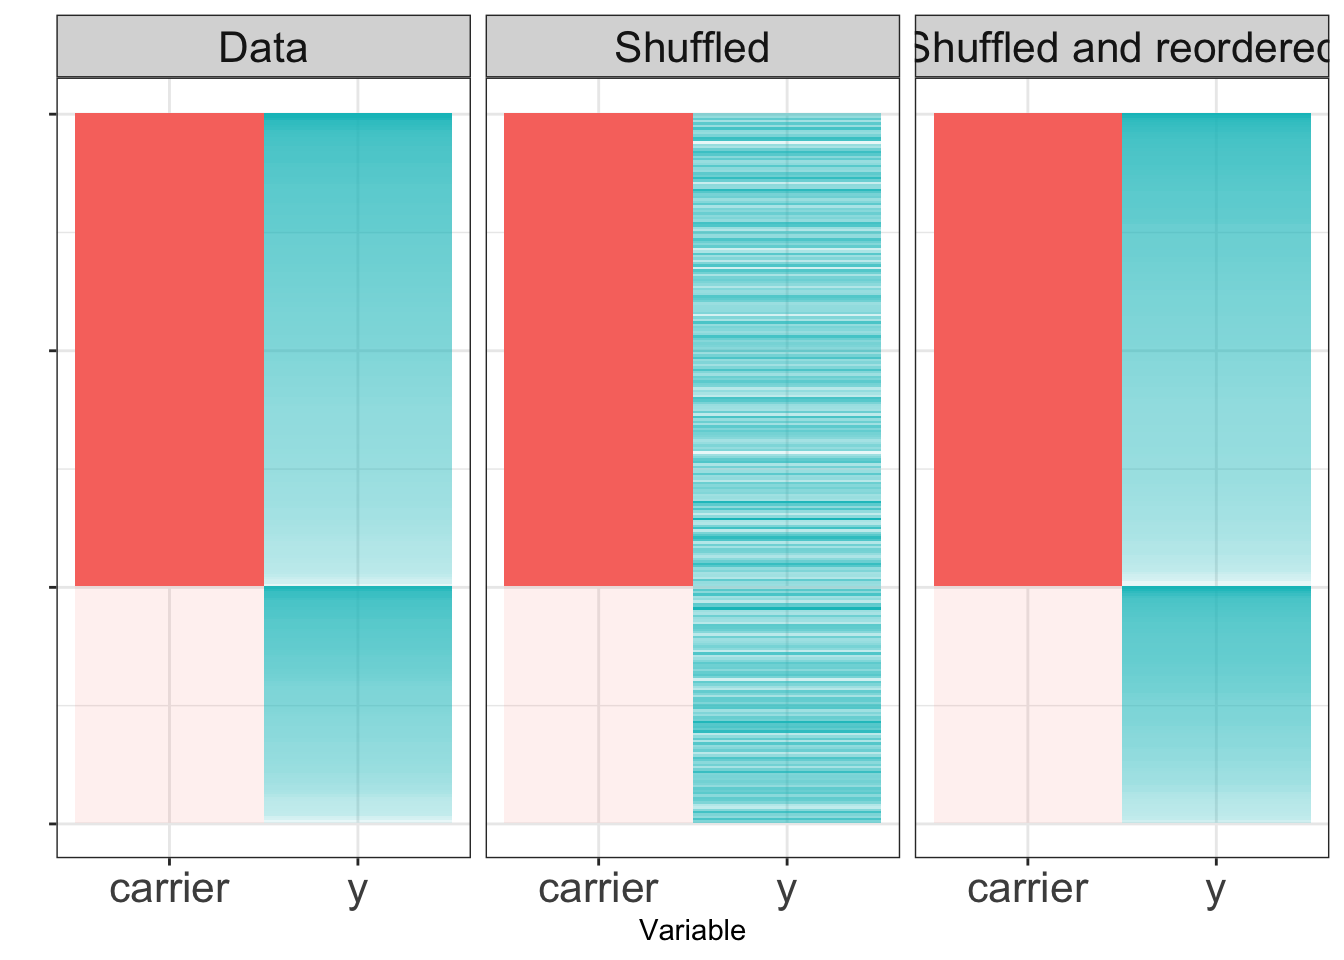 Data
Shuffled
Shuffled and reordered
carrier
y
carrier
y
carrier
y
Variable